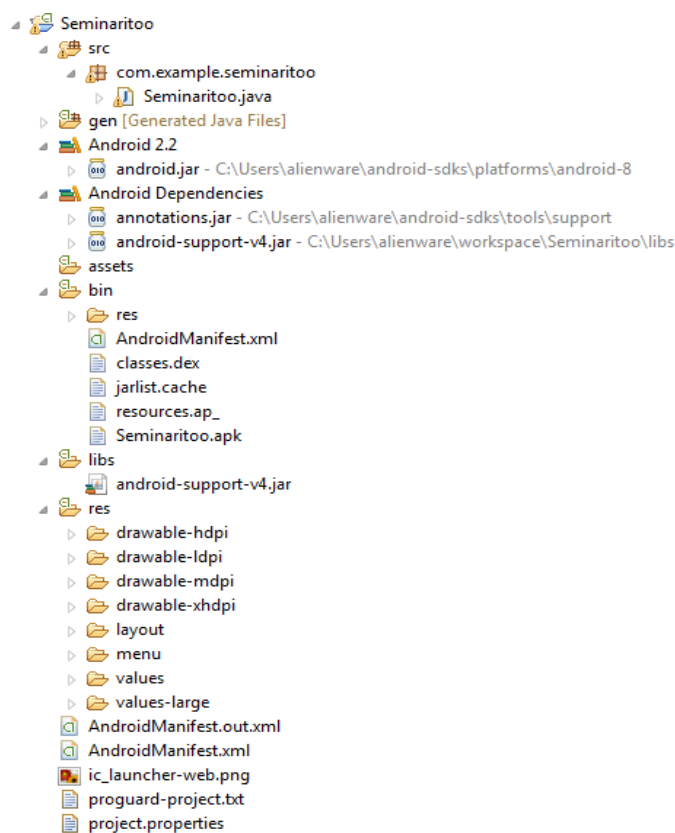 Seminaritoo
src
com.example.seminaritoo
Seminaritoo.java
gen [Generated Java Files]
Android 2.2
android.jar - C:\Users\alienware\android-sdks\platforms\android-8
Android Dependencies
annotations.jar - C:\Users\alienware\android-sdks\tools\support
android-support-v4.jar - C:\Users\alienware\workspace\Seminaritoo\libs
assets
bin
res
AndroidManifest.xml
classes.dex
jarlist.cache
resources.ap_
Seminaritoo.apk
libs
android-support-v4.jar
res
drawable-hdpi
drawable-ldpi
drawable-mdpi
drawable-xhdpi
layout
menu
values
values-large
AndroidManifest.out.xml
AndroidManifest.xml
ic_launcher-web.png
proguard-project.txt
project.properties